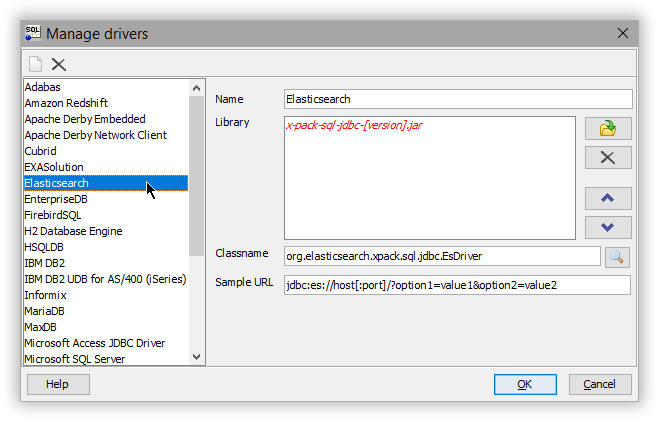 SQL
Manage drivers
Adabas
Amazon Redshift
Apache Derby Embedded
Apache Derby Network Client
Cubrid
EXASolution
Elasticsearch
EnterpriseDB
FirebirdSQL
H2 Database Engine
HSQLDB
IBM DB2
IBM DB2 UDB for AS/400 (iSeries)
Informix
MariaDB
MaxDB
Microsoft Access JDBC Driver
Microsoft SQL Server
Name
Elasticsearch
Library
x-pack-sql-jdbc-[version].jar
Classname
org.elasticsearch.xpack.sql.jdbc.EsDriver
Sample URL
jdbc:es://host[:port]/?option1=value1&option2=value2
Help
OK
Cancel